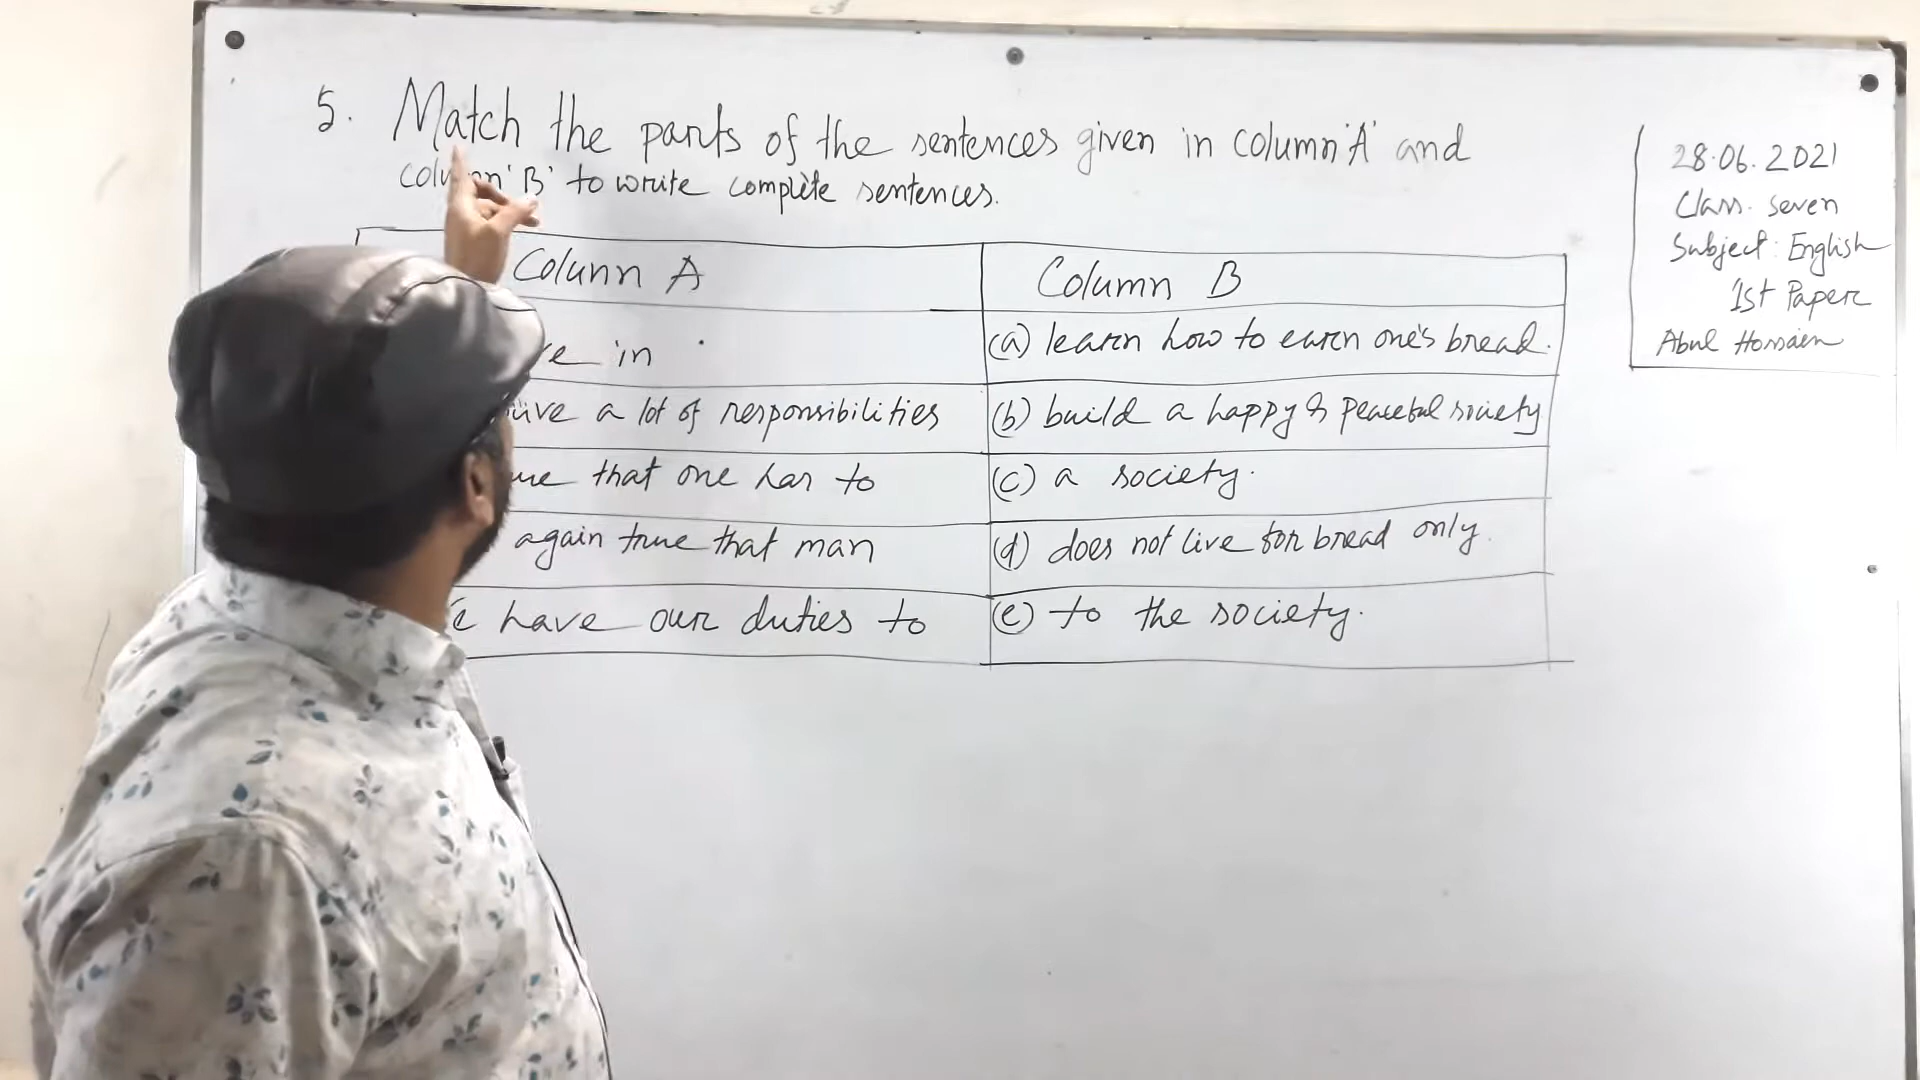 5. Match the parts of the sentences given in column 'A' and
column 'B' to write complete sentences.
Colunn A
Column B
in
(a) learn how to earn one's bread.
a lot of responsibilities
(b) build a happy & peaceful society
that one has to
(c) a society.
again true that man
(d) does not live for bread only.
have our duties to
(e) to the society.
28.06.2021
Class. Seven
Subject: English
1st Paper
Abul Hossain